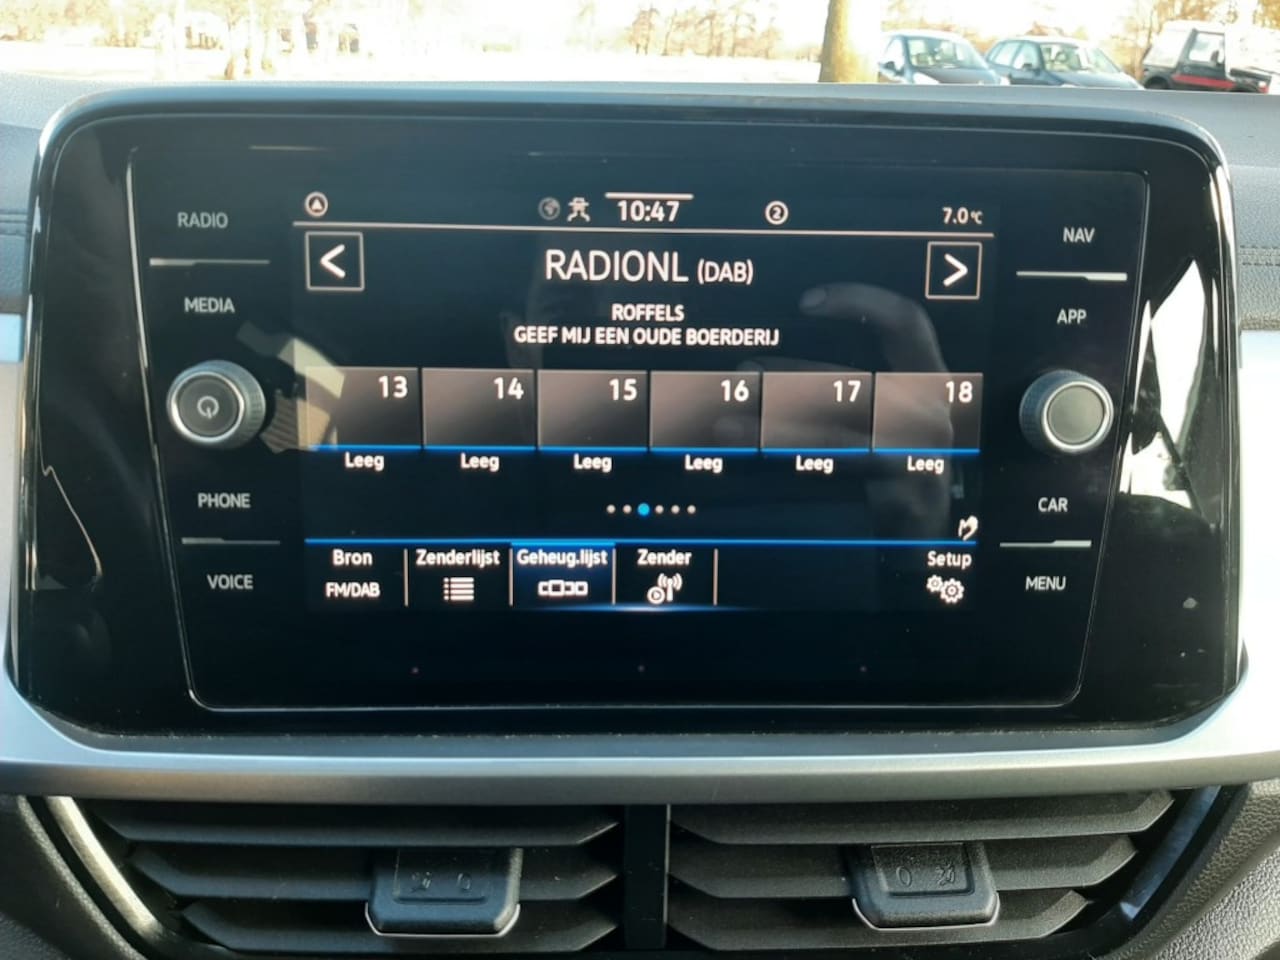 RADIO
MEDIA
PHONE
VOICE
10:47
2
7.0°C
RADIONL (DAB)
ROFFELS
GEEF MIJ EEN OUDE BOERDERIJ
13 14 15 16 17 18
Leeg Leeg Leeg Leeg Leeg Leeg
Bron Zenderlijst Geheug.lijst Zender Setup
FM/DAB
NAV
APP
CAR
MENU